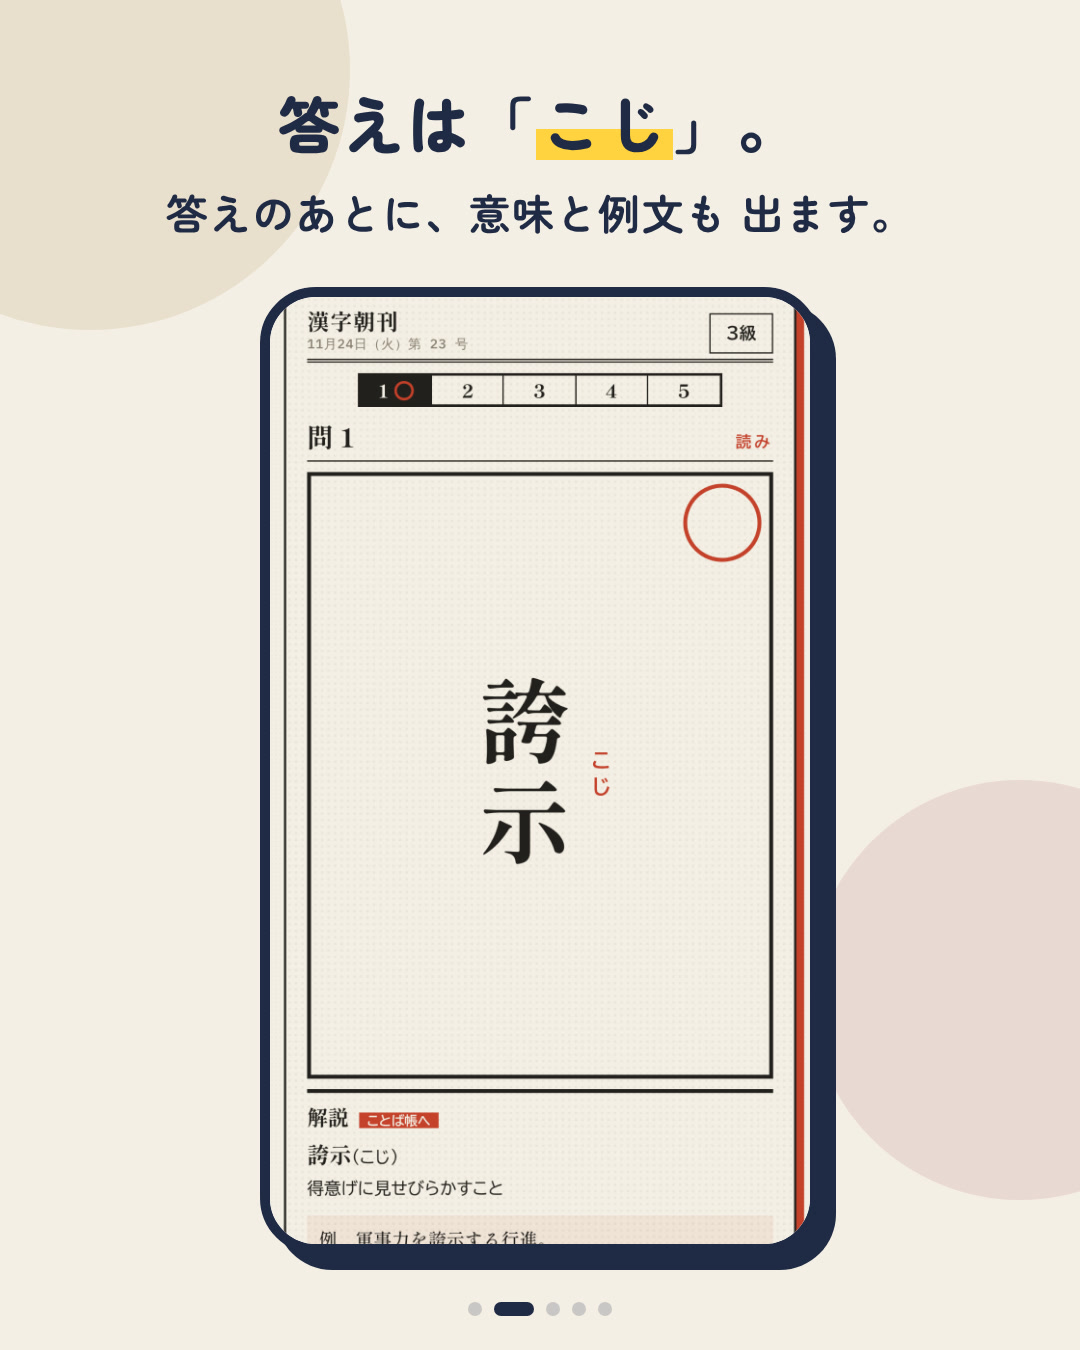 答えは「こじ」。
答えのあとに、意味と例文も 出ます。
漢字朝刊
11月24日（火）第 23 号
3級
1 2 3 4 5
問 1
読み
誇示
こじ
解説 ことば帳へ
誇示（こじ）
得意げに見せびらかすこと
例 軍事力を誇示する行進。